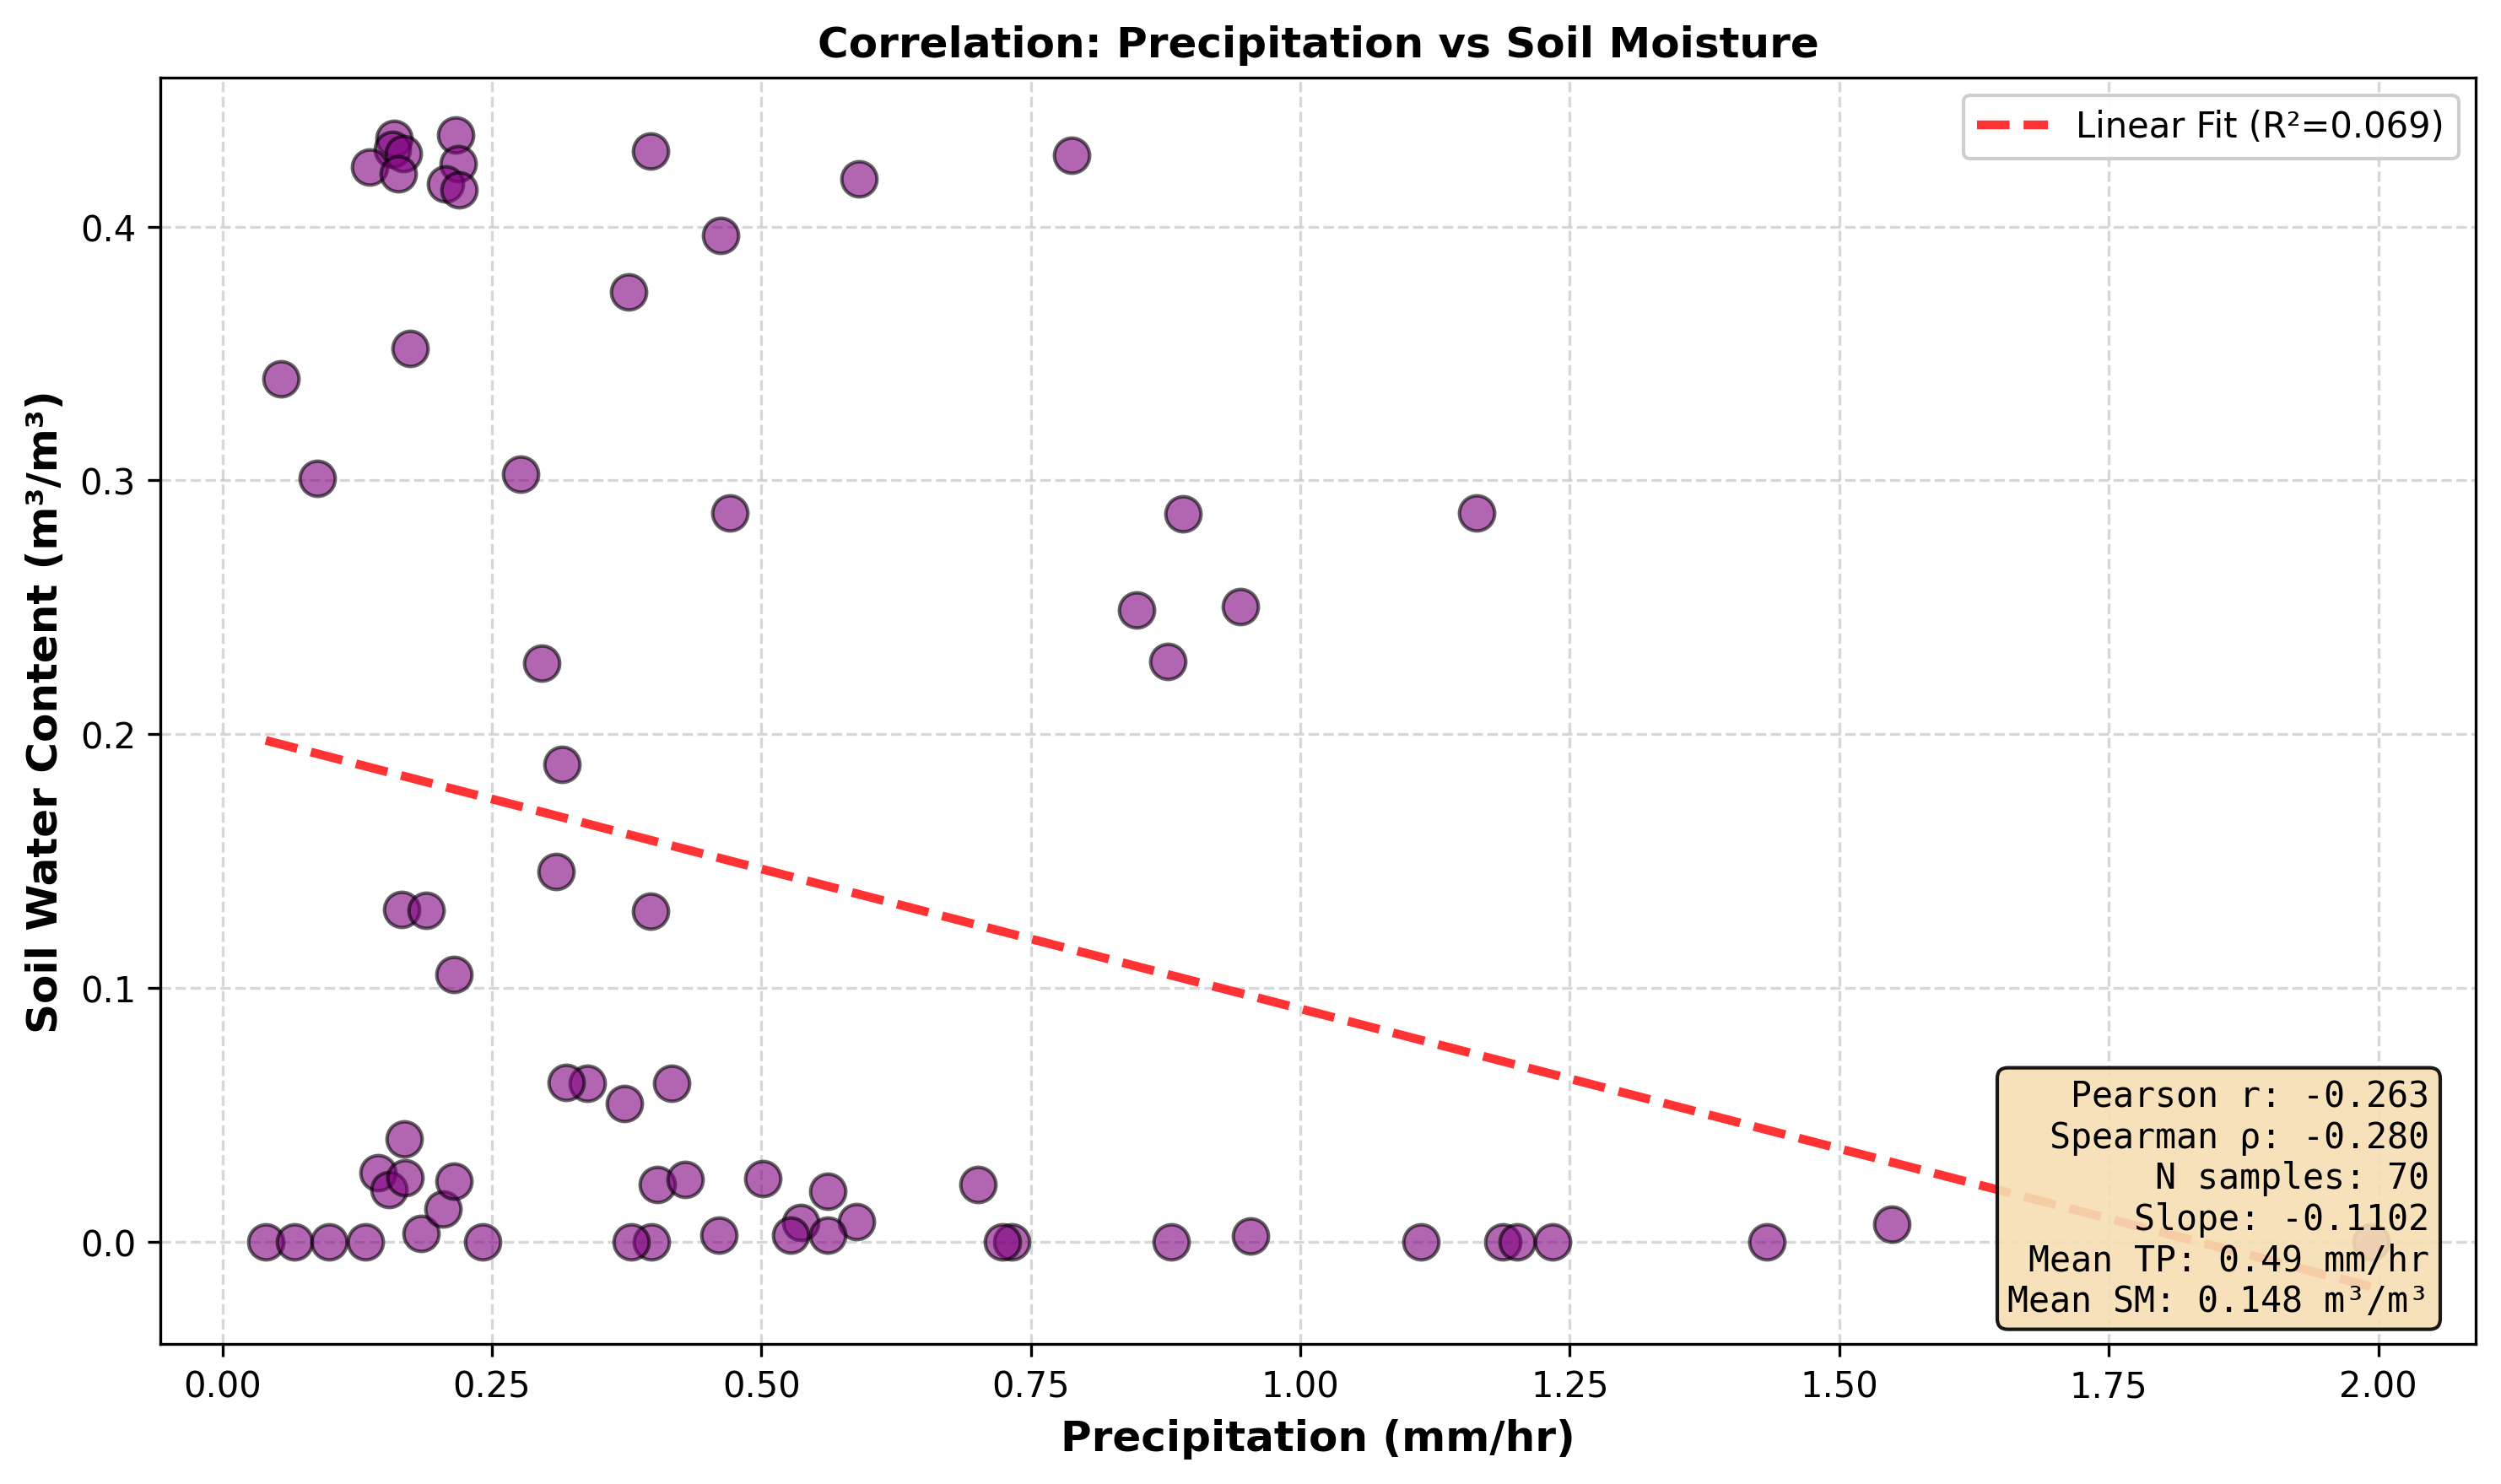 Correlation: Precipitation vs Soil Moisture
Linear Fit (R²=0.069)
Soil Water Content (m³/m³)
0.4
0.3
0.2
0.1
0.0
Pearson r: -0.263
Spearman ρ: -0.280
N samples: 70
Slope: -0.1102
Mean TP: 0.49 mm/hr
Mean SM: 0.148 m³/m³
0.00 0.25 0.50 0.75 1.00 1.25 1.50 1.75 2.00
Precipitation (mm/hr)